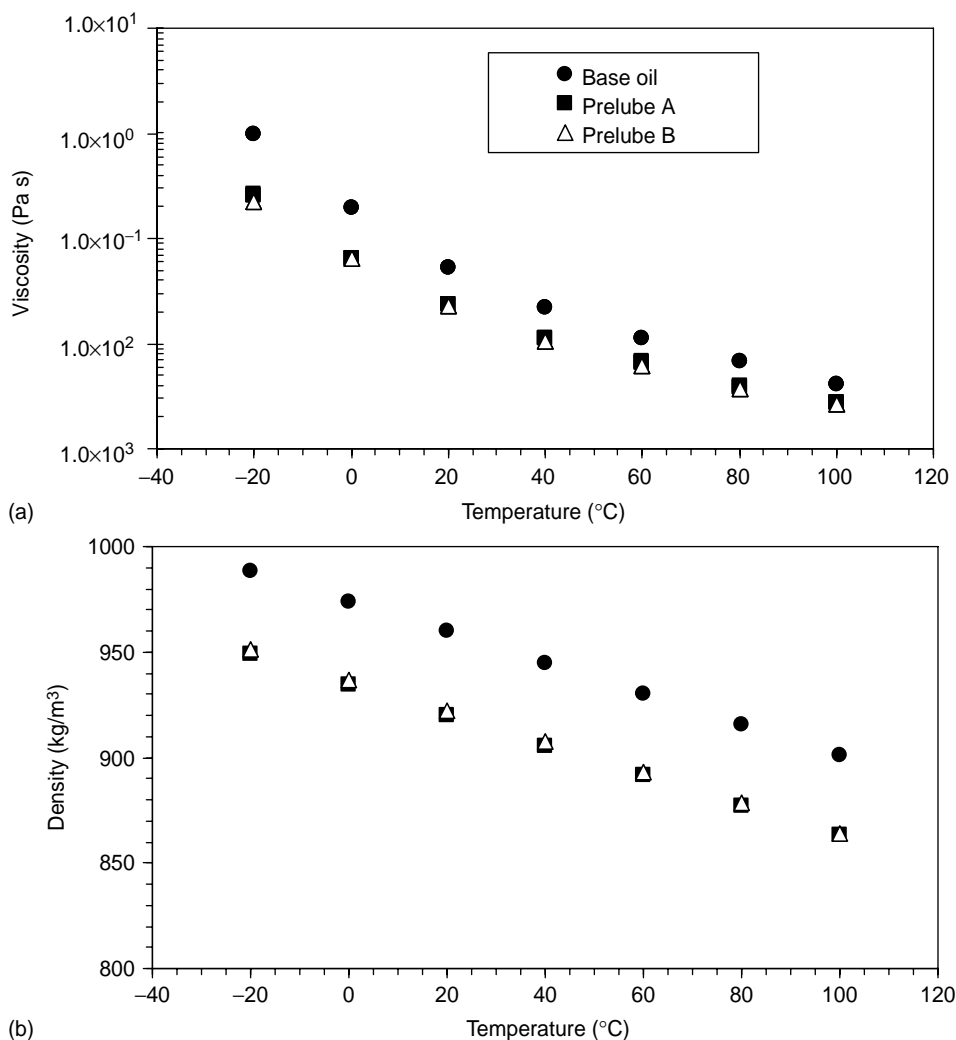 1.0×10¹
1.0×10⁰
1.0×10⁻¹
1.0×10²
1.0×10³
Viscosity (Pa s)
Base oil
Prelube A
Prelube B
−40 −20 0 20 40 60 80 100 120
Temperature (°C)
(a)
1000
950
900
850
800
Density (kg/m³)
−40 −20 0 20 40 60 80 100 120
Temperature (°C)
(b)